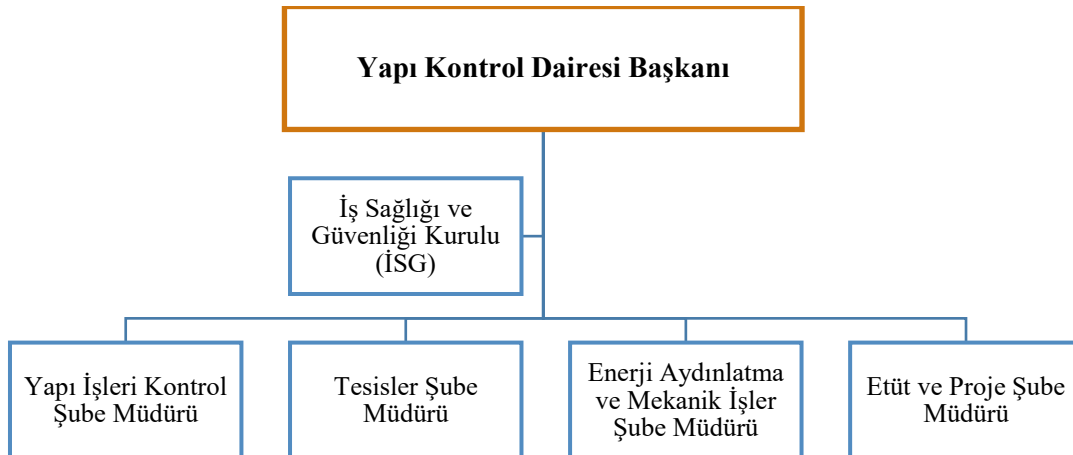 Yapı Kontrol Dairesi Başkanı
İş Sağlığı ve
Güvenliği Kurulu
(İSG)
Yapı İşleri Kontrol
Şube Müdürü
Tesisler Şube
Müdürü
Enerji Aydınlatma
ve Mekanik İşler
Şube Müdürü
Etüt ve Proje Şube
Müdürü